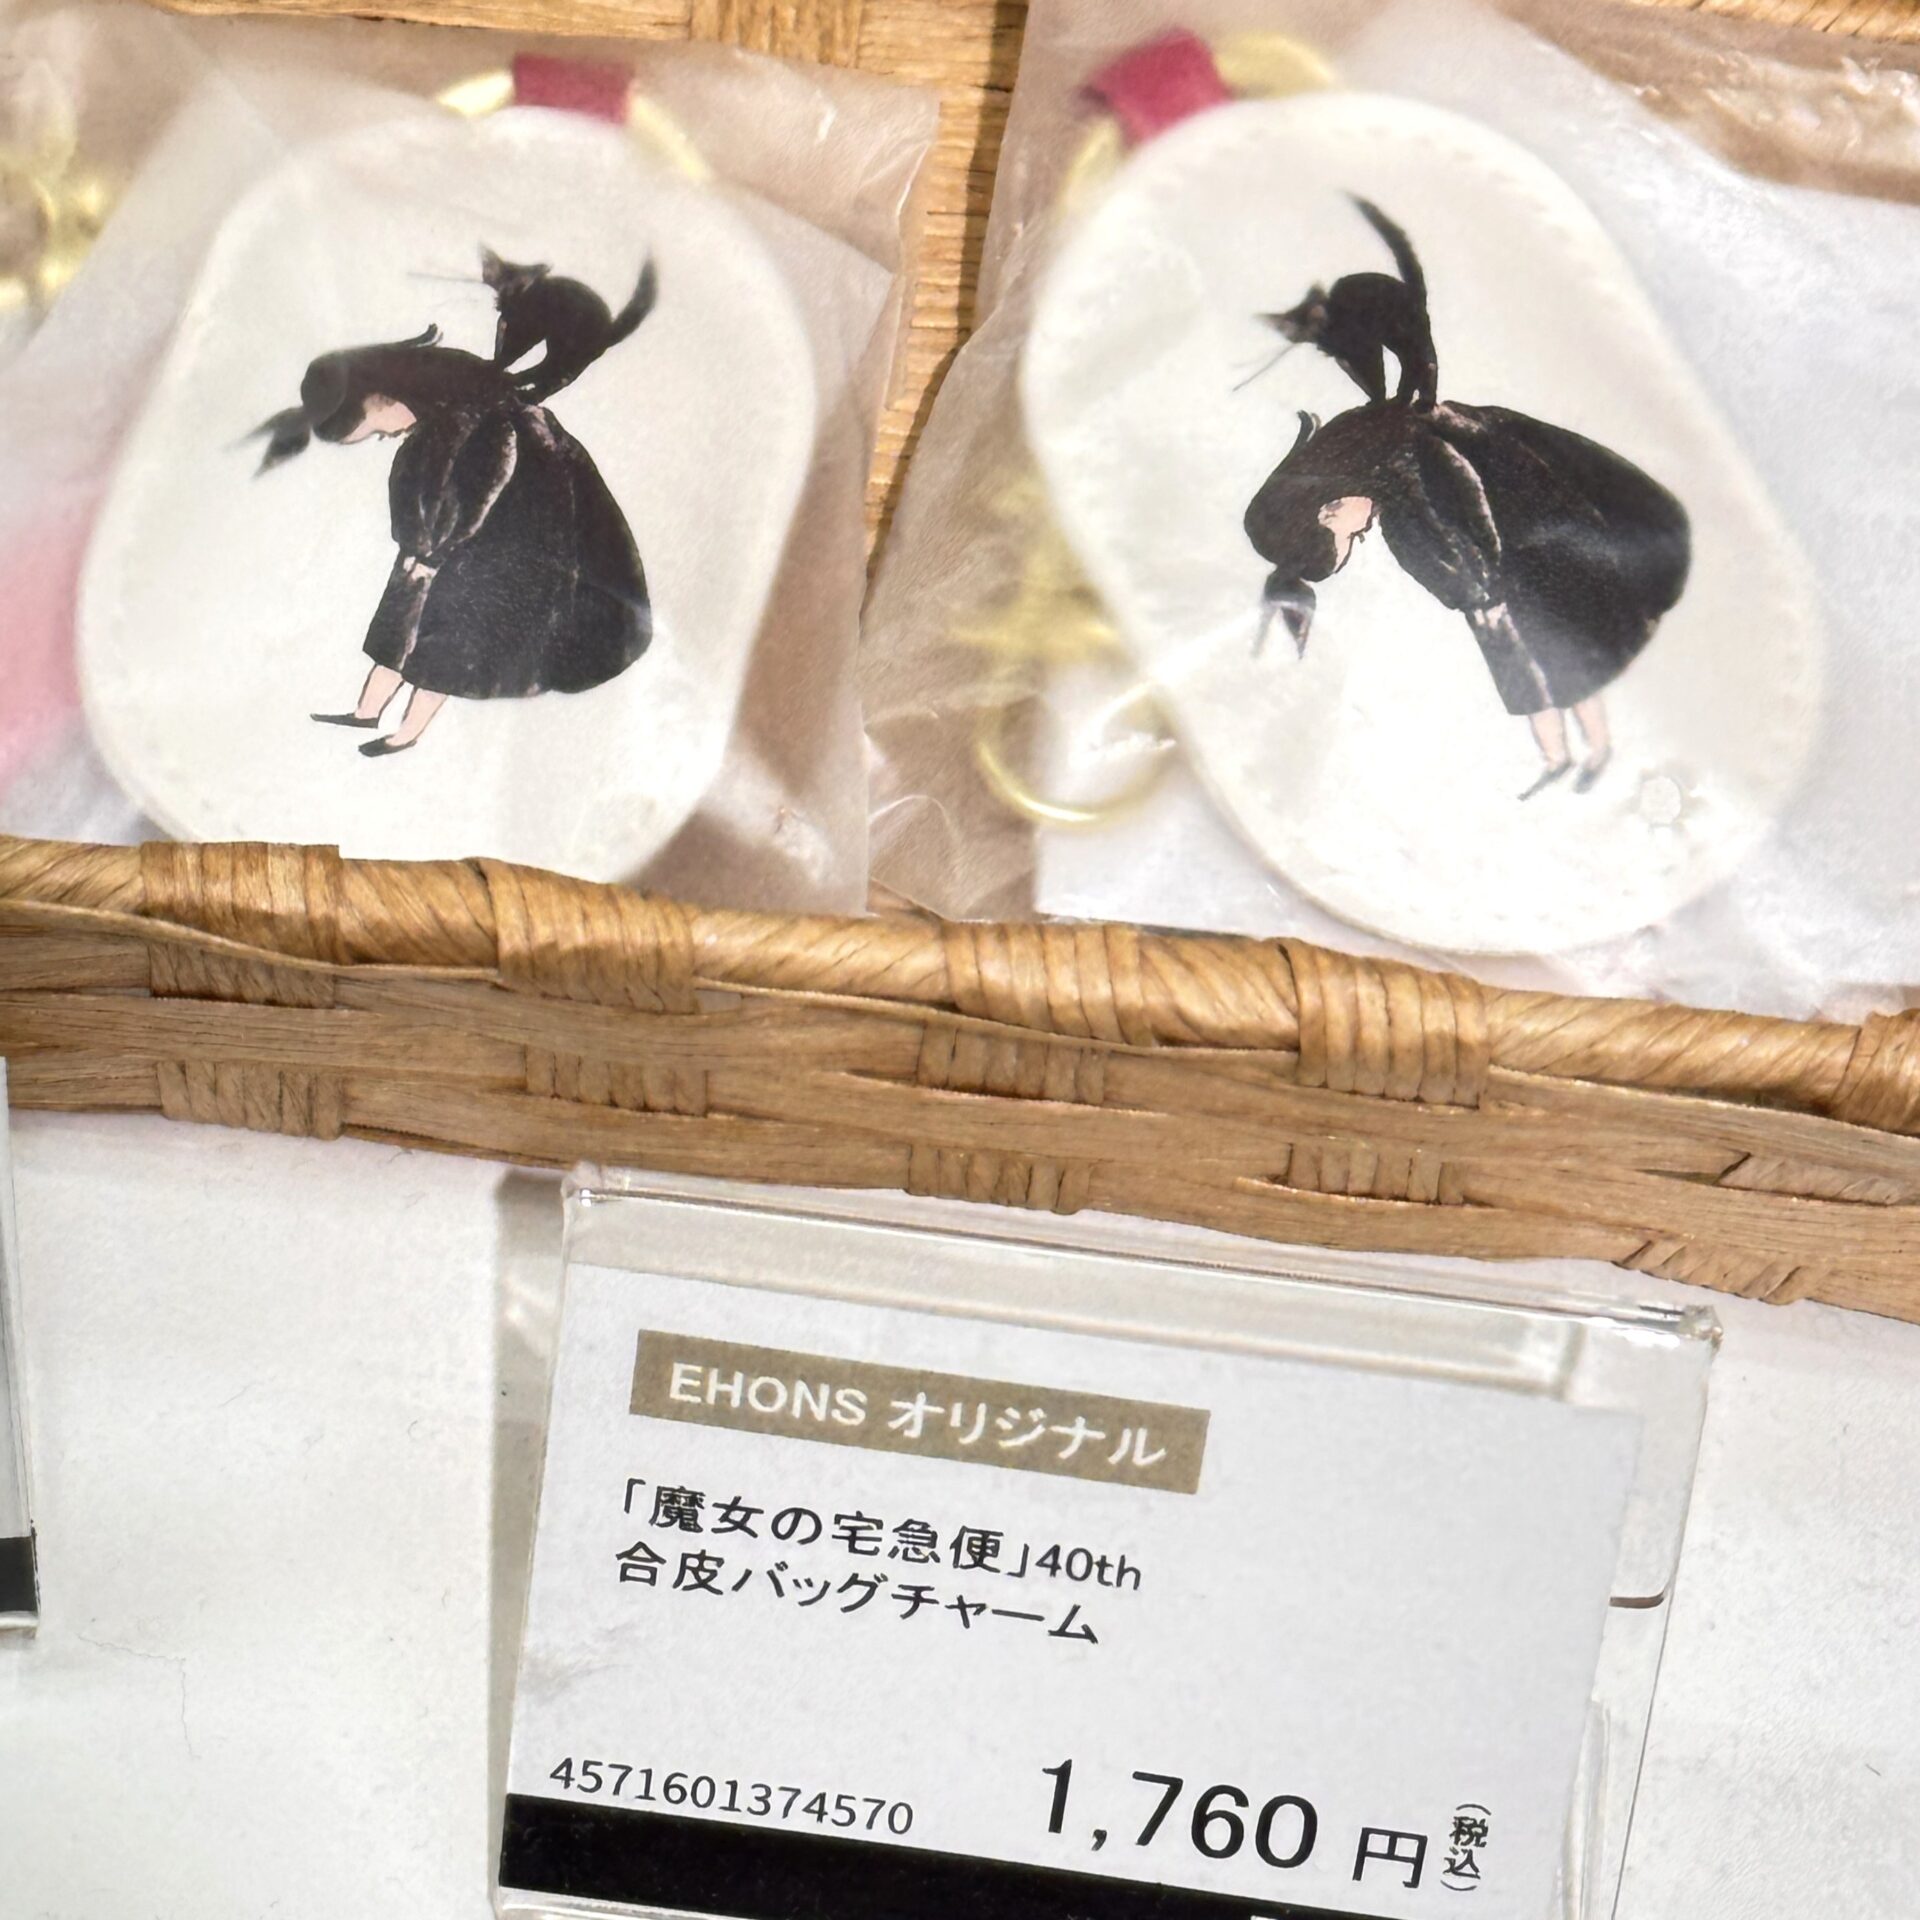 EHONS オリジナル
「魔女の宅急便」40th
合皮バッグチャーム
4571601374570
1,760 円 (税込)